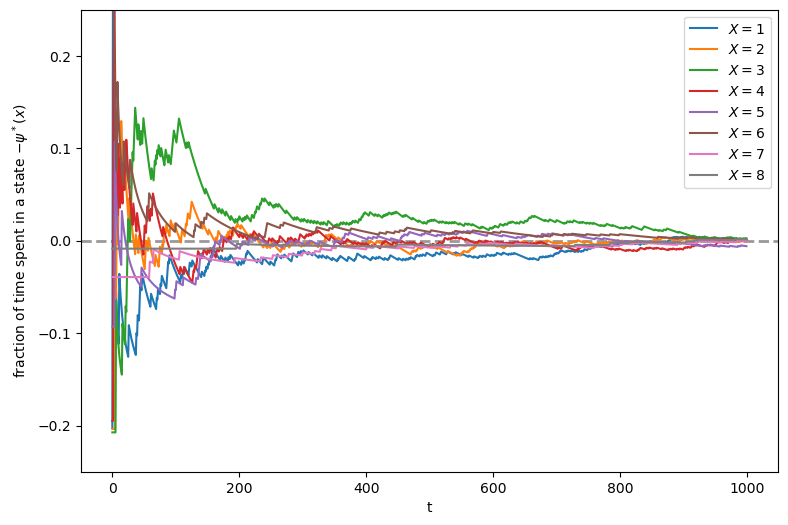 fraction of time spent in a state −ψ*(x)
0.2
0.1
0.0
−0.1
−0.2
0
200
400
600
800
1000
t
X = 1
X = 2
X = 3
X = 4
X = 5
X = 6
X = 7
X = 8